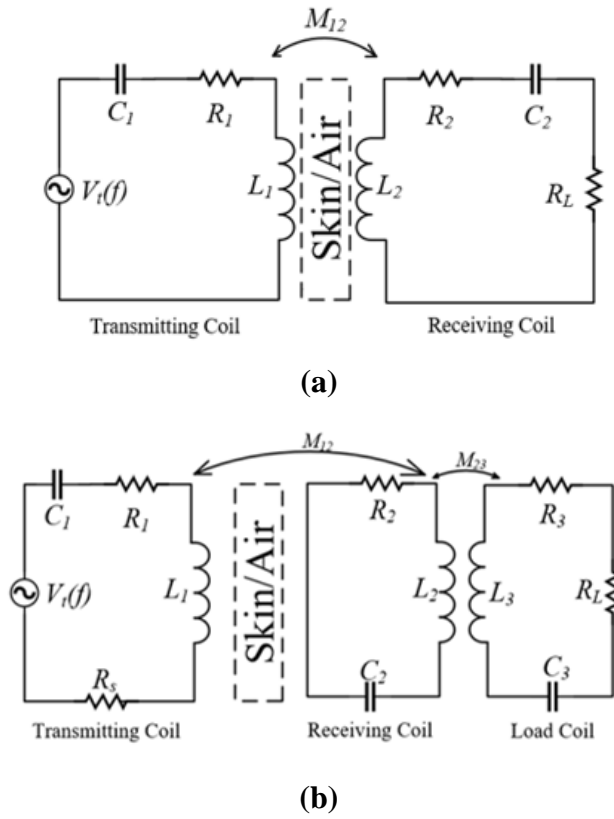 M12
C1
R1
R2
C2
Vt(f)
L1
Skin/Air
L2
RL
Transmitting Coil
Receiving Coil
(a)
M12
M23
C1
R1
R2
R3
Vt(f)
L1
Skin/Air
L2
L3
RL
Rs
C2
C3
Transmitting Coil
Receiving Coil
Load Coil
(b)